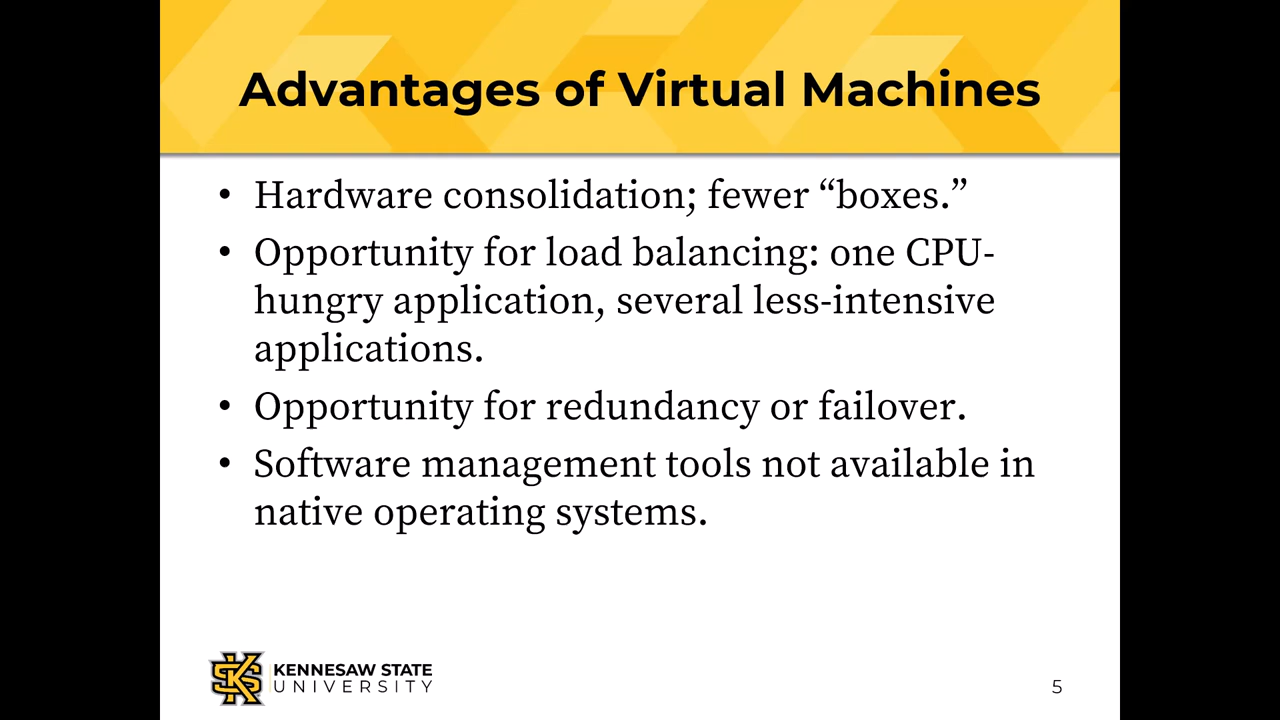 Advantages of Virtual Machines
• Hardware consolidation; fewer “boxes.”
• Opportunity for load balancing: one CPU-
hungry application, several less-intensive
applications.
• Opportunity for redundancy or failover.
• Software management tools not available in
native operating systems.
KS
KENNESAW STATE
UNIVERSITY
5